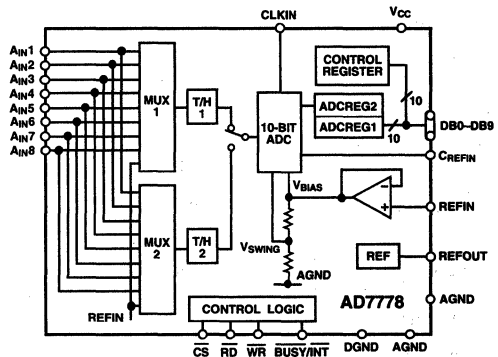 CLKIN
VCC
AIN1
AIN2
AIN3
AIN4
AIN5
AIN6
AIN7
AIN8
MUX
1
T/H
1
10-BIT
ADC
CONTROL
REGISTER
ADCREG2
ADCREG1
10
10
DB0~DB9
CREFIN
VBIAS
REFIN
MUX
2
T/H
2
VSWING
AGND
REF
REFOUT
REFIN
CONTROL LOGIC
AD7778
AGND
CS
RD
WR
BUSY/INT
DGND
AGND